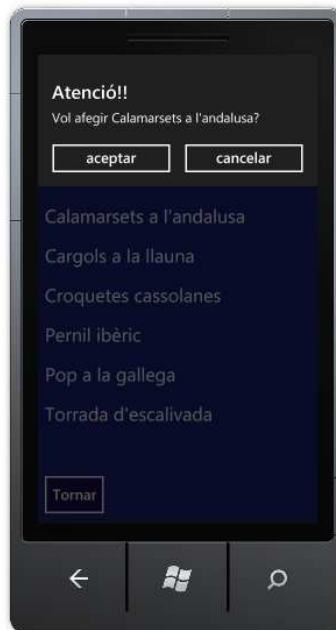 Atenció!!
Vol afegir Calamarsets a l'andalusa?
aceptar cancelar
Calamarsets a l'andalusa
Cargols a la llauna
Croquetes cassolanes
Pernil ibèric
Pop a la gallega
Torrada d'escalivada
Tornar